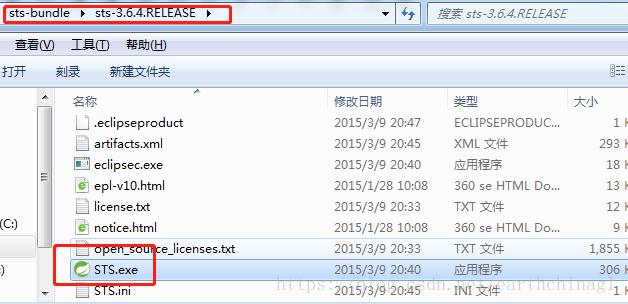 sts-bundle ▸ sts-3.6.4.RELEASE ▸ 搜索 sts-3.6.4.RELEASE
查看(V) 工具(T) 帮助(H)
打开 刻录 新建文件夹
名称 修改日期 类型 大小
.eclipseproduct 2015/3/9 20:47 ECLIPSEPRODUC... 1 K
artifacts.xml 2015/3/9 20:45 XML 文件 293 K
eclipsec.exe 2015/3/9 20:40 应用程序 18 K
epl-v10.html 2015/1/28 10:08 360 se HTML Do... 13 K
license.txt 2015/3/9 20:33 TXT 文件 12 K
notice.html 2015/1/28 10:08 360 se HTML Do... 9 K
open_source_licenses.txt 2015/3/9 20:33 TXT 文件 1,855 K
(C:)
STS.exe 2015/3/9 20:40 应用程序 306 K
STS.ini 2015/3/9 20:45 INI 文件 1 K